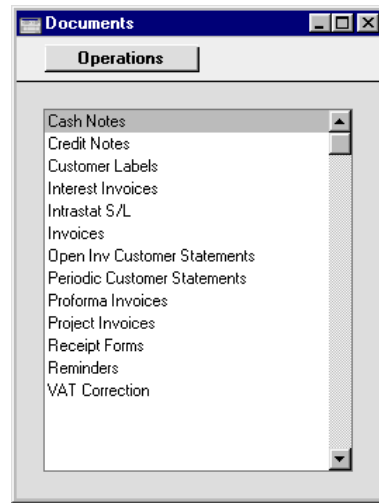 Documents
Operations
Cash Notes
Credit Notes
Customer Labels
Interest Invoices
Intrastat S/L
Invoices
Open Inv Customer Statements
Periodic Customer Statements
Proforma Invoices
Project Invoices
Receipt Forms
Reminders
VAT Correction